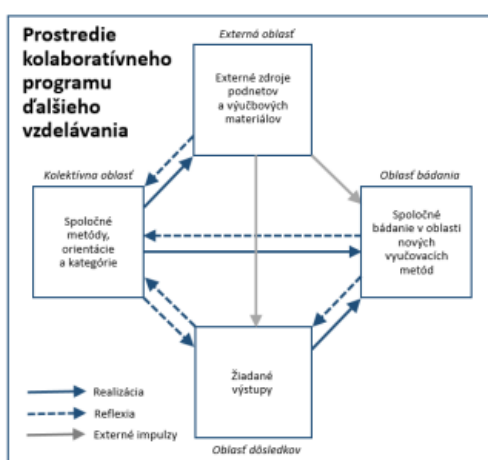 Prostredie
kolaboratívneho
programu
ďalšieho
vzdelávania
Externá oblasť
Externé zdroje
podnetov
a výučbových
materiálov
Kolektívna oblasť
Spoločné
metódy,
orientácie
a kategórie
Oblasť bádania
Spoločné
bádanie v oblasti
nových
vyučovacích
metód
Žiadané
výstupy
Oblasť dôsledkov
Realizácia
Reflexia
Externé impulzy